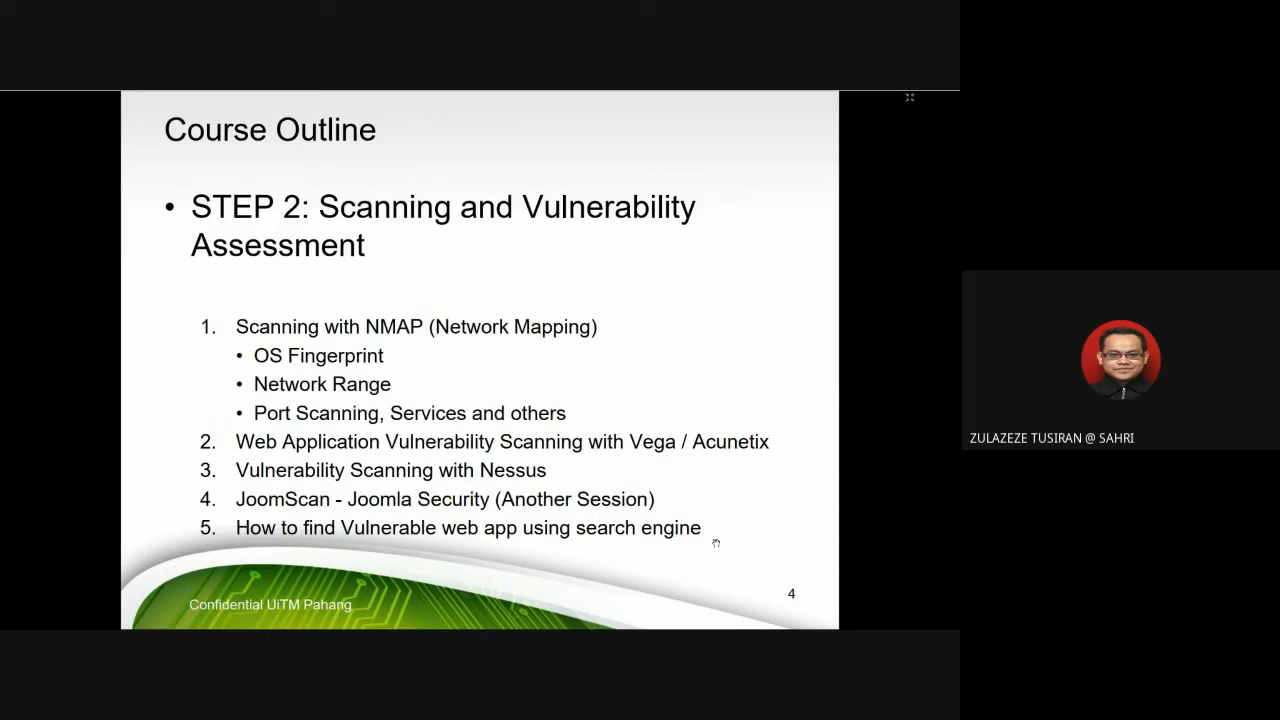 Course Outline
• STEP 2: Scanning and Vulnerability
Assessment
1. Scanning with NMAP (Network Mapping)
• OS Fingerprint
• Network Range
• Port Scanning, Services and others
2. Web Application Vulnerability Scanning with Vega / Acunetix
3. Vulnerability Scanning with Nessus
4. JoomScan - Joomla Security (Another Session)
5. How to find Vulnerable web app using search engine
Confidential UiTM Pahang
4
ZULAZEZE TUSIRAN @ SAHRI